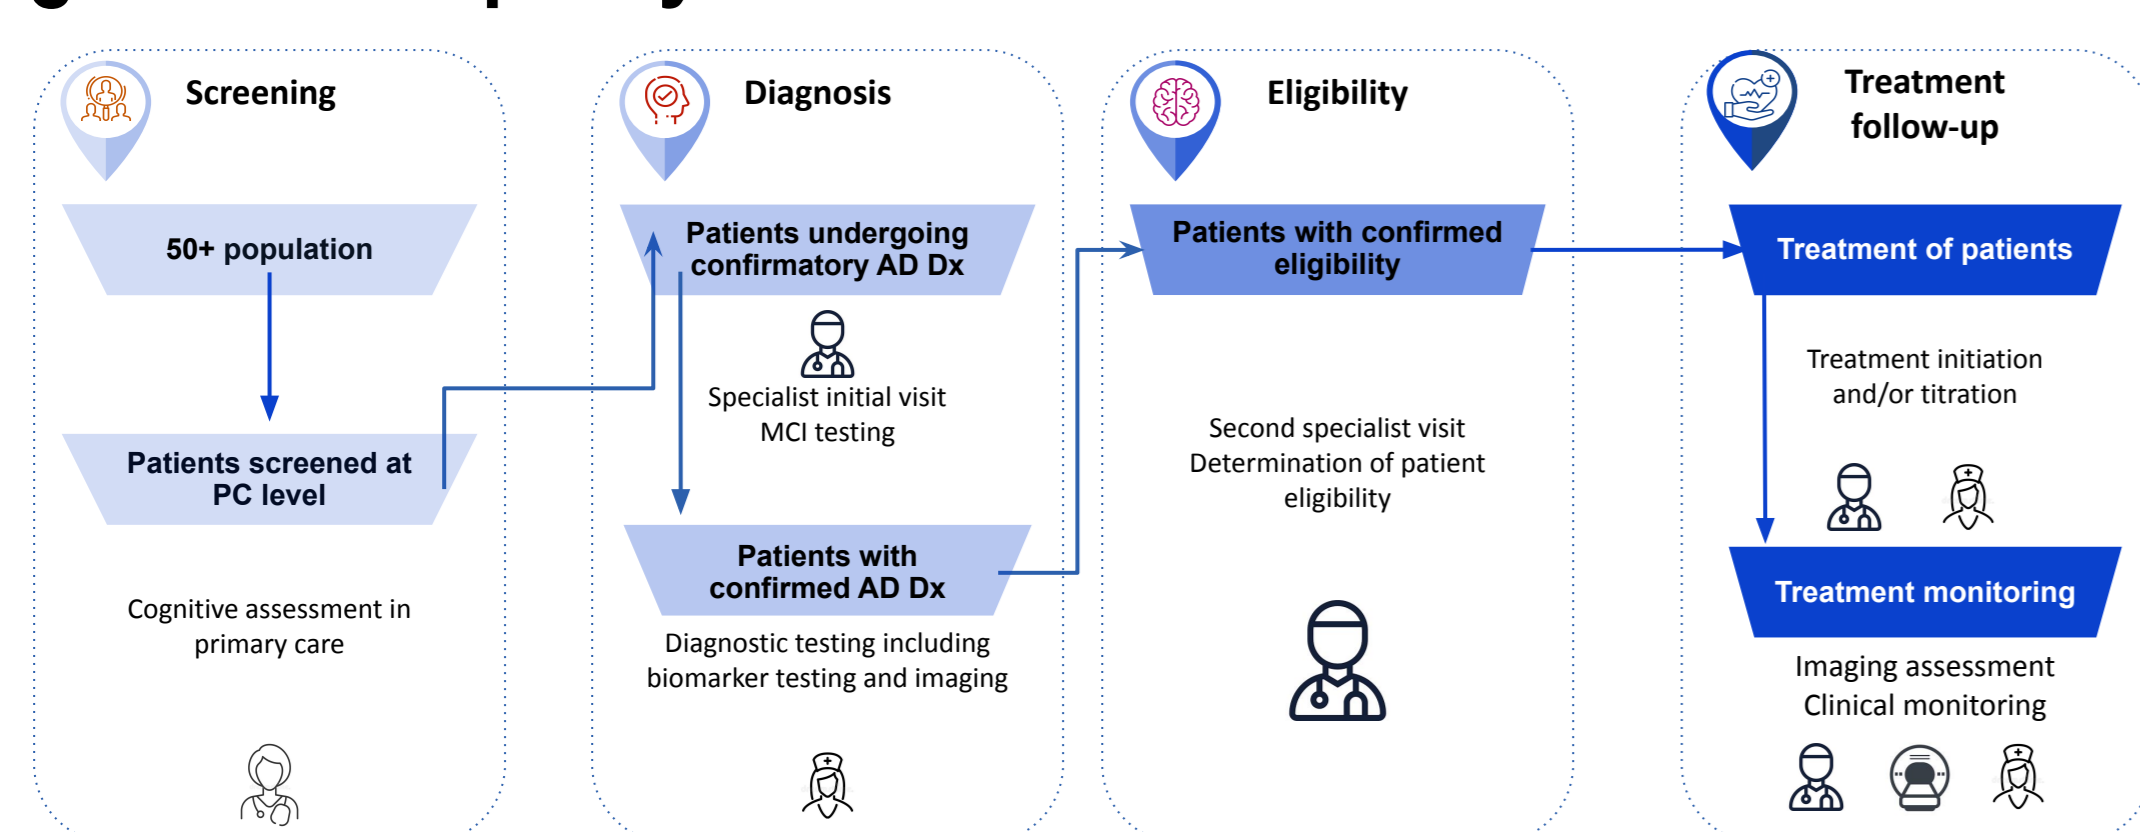 Screening
50+ population
Patients screened at
PC level
Cognitive assessment in
primary care
Diagnosis
Patients undergoing
confirmatory AD Dx
Specialist initial visit
MCI testing
Patients with
confirmed AD Dx
Diagnostic testing including
biomarker testing and imaging
Eligibility
Patients with confirmed
eligibility
Second specialist visit
Determination of patient
eligibility
Treatment
follow-up
Treatment of patients
Treatment initiation
and/or titration
Treatment monitoring
Imaging assessment
Clinical monitoring